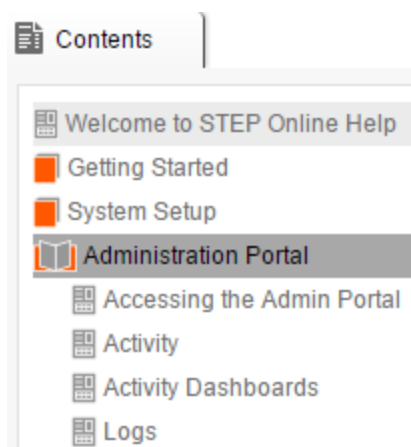 Contents
Welcome to STEP Online Help
Getting Started
System Setup
Administration Portal
Accessing the Admin Portal
Activity
Activity Dashboards
Logs